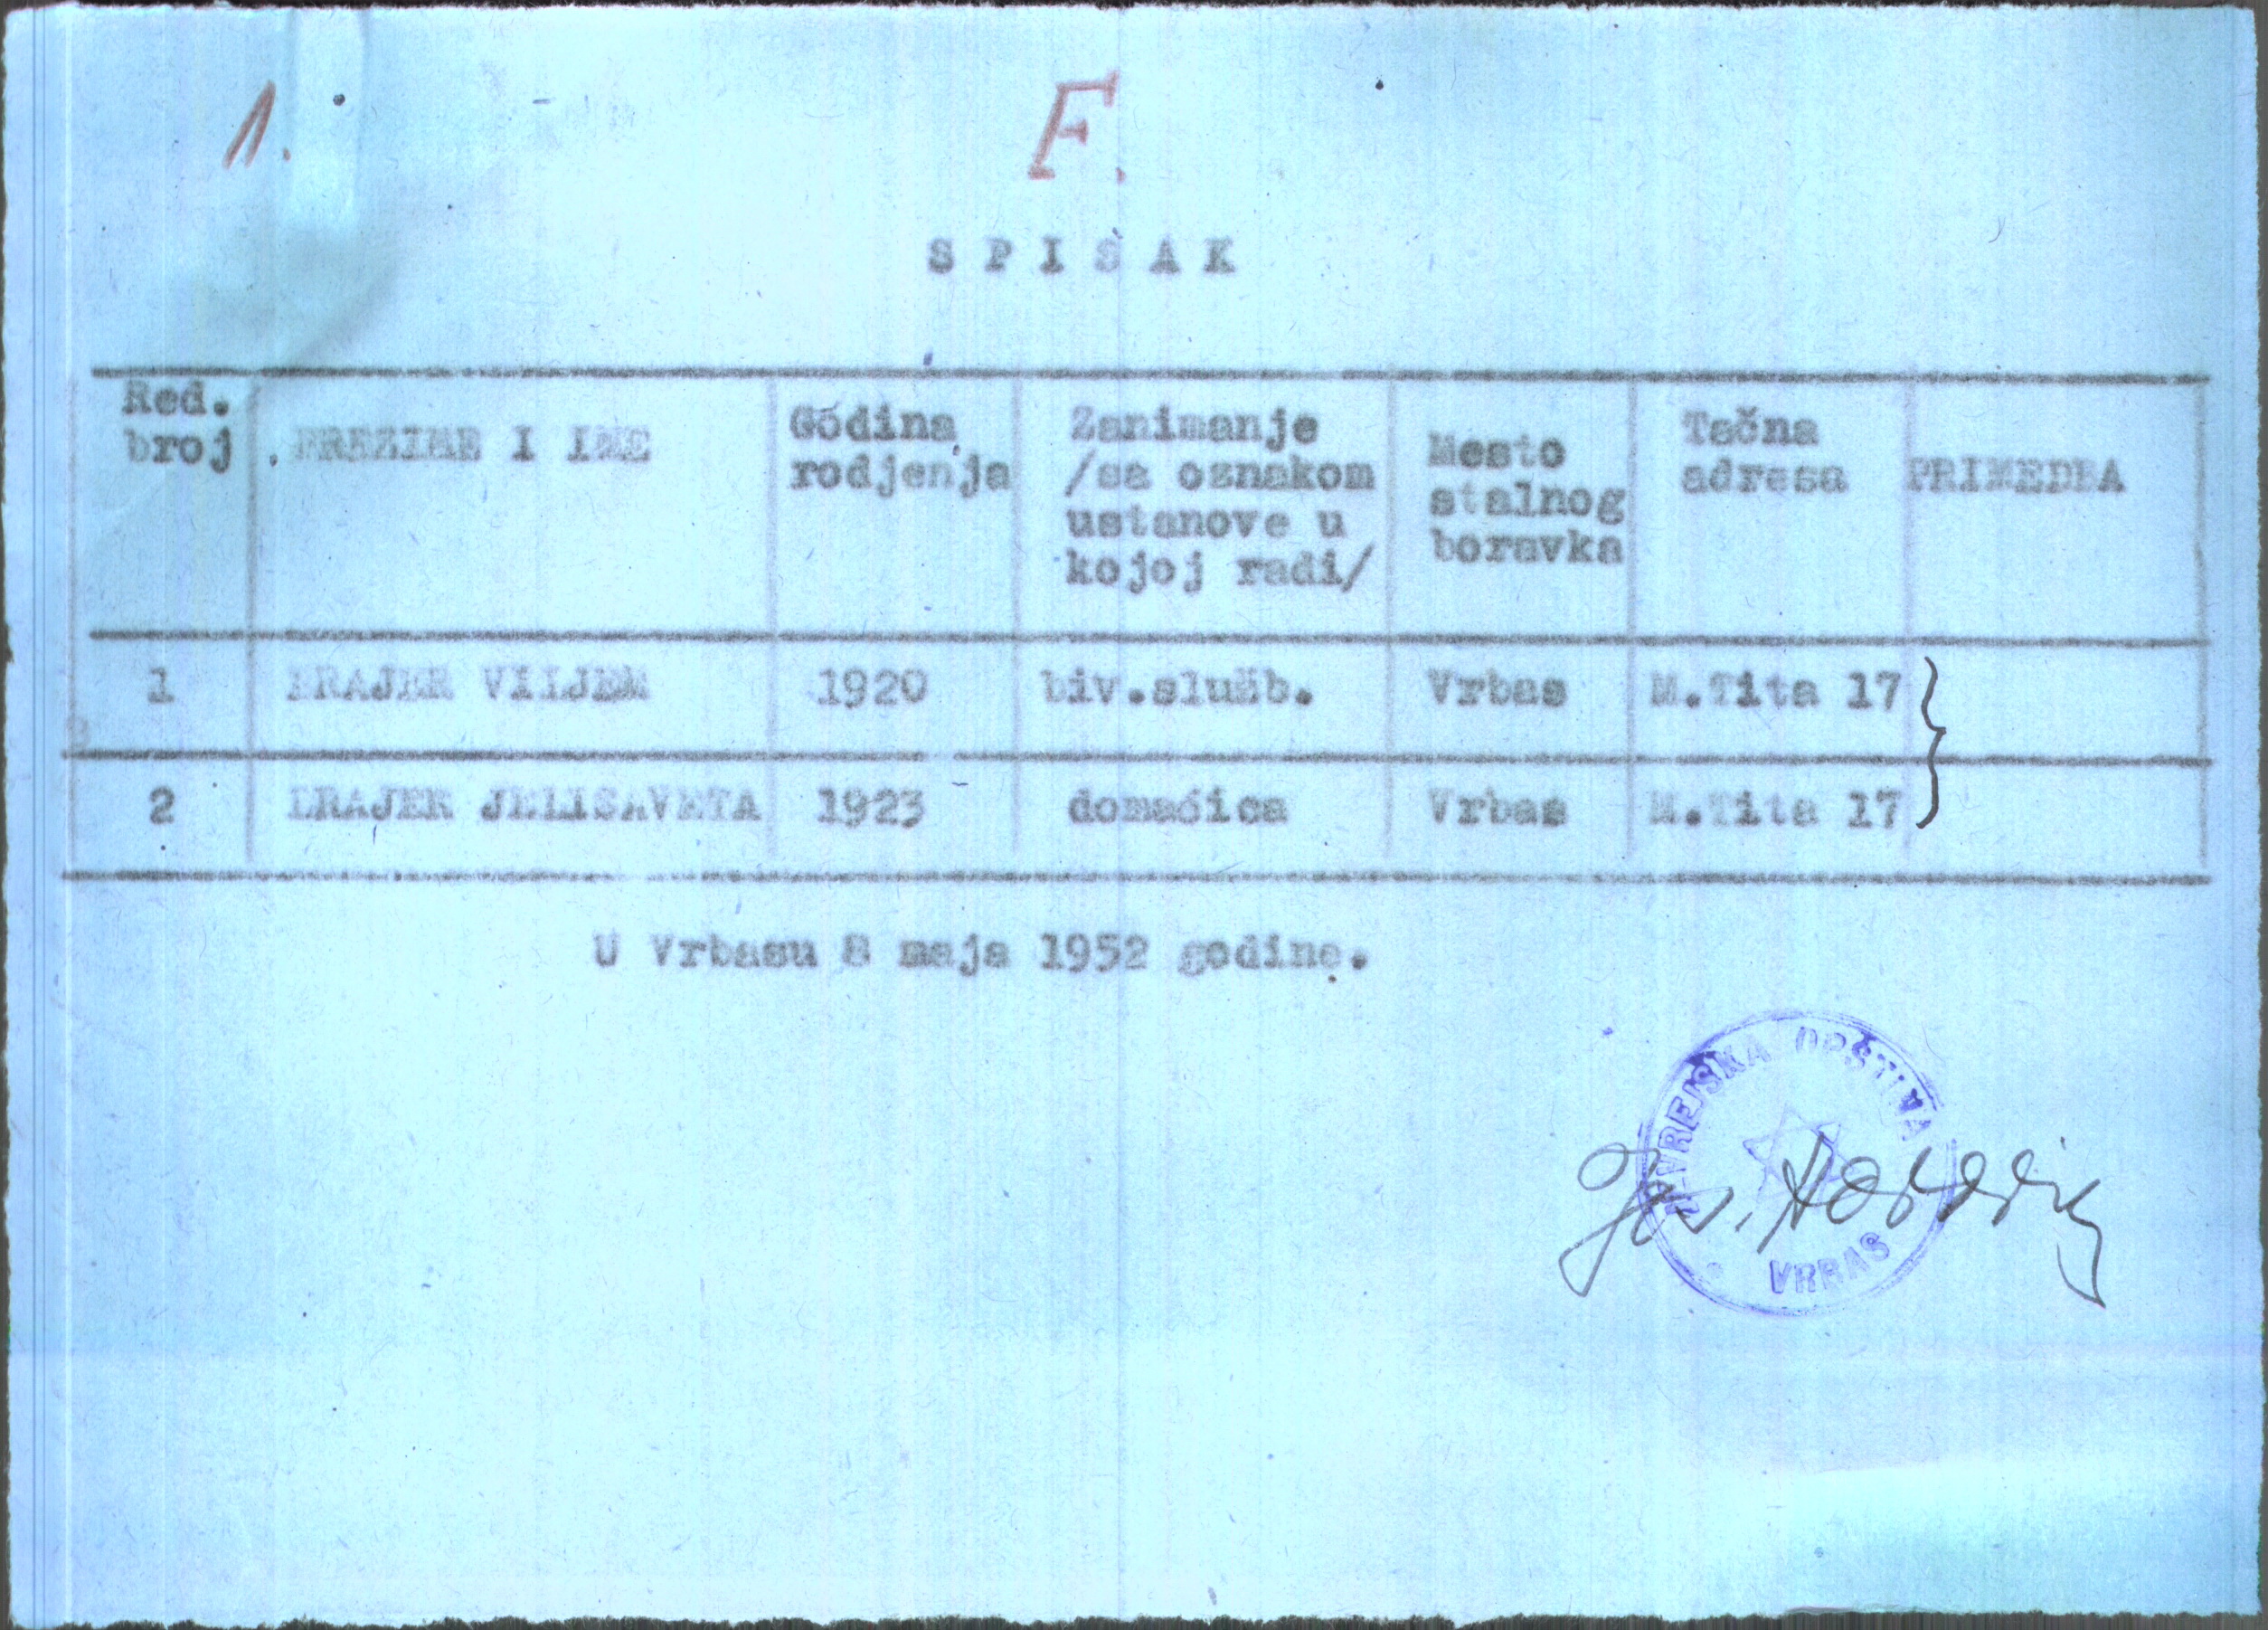 1.
F.
SPISAK
Red. broj
PREZIME I IME
Godina rodjenja
Zanimanje /sa oznakom ustanove u kojoj radi/
Mesto stalnog boravka
Tačna adresa
PRIMEDBA
1 VILJEM 1920 biv.služb. Vrbas M.Tita 17
2 JELISAVETA 1923 domaćica Vrbas M.Tita 17
U Vrbasu 8 maja 1952 godine.
JEVREJSKA OPŠTINA
VRBAS